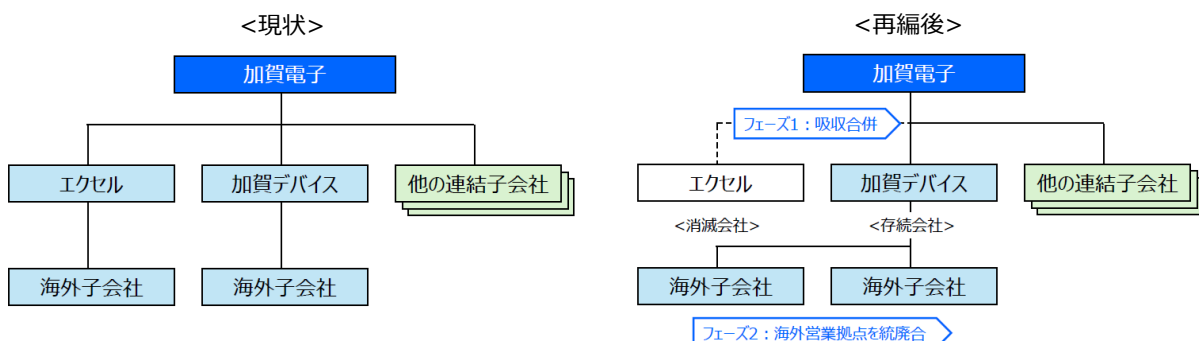 <現状>
加賀電子
エクセル
加賀デバイス
他の連結子会社
海外子会社
海外子会社
<再編後>
加賀電子
フェーズ1：吸収合併
エクセル
加賀デバイス
他の連結子会社
<消滅会社>
<存続会社>
海外子会社
海外子会社
フェーズ2：海外営業拠点を統廃合